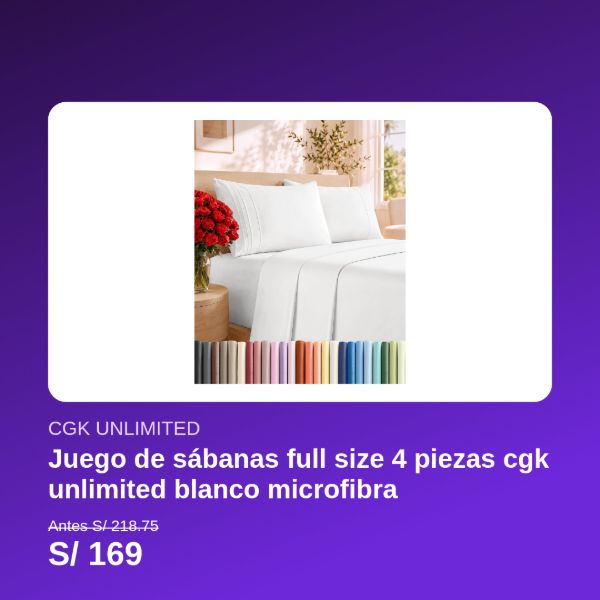 CGK UNLIMITED
Juego de sábanas full size 4 piezas cgk
unlimited blanco microfibra
Antes S/ 218.75
S/ 169